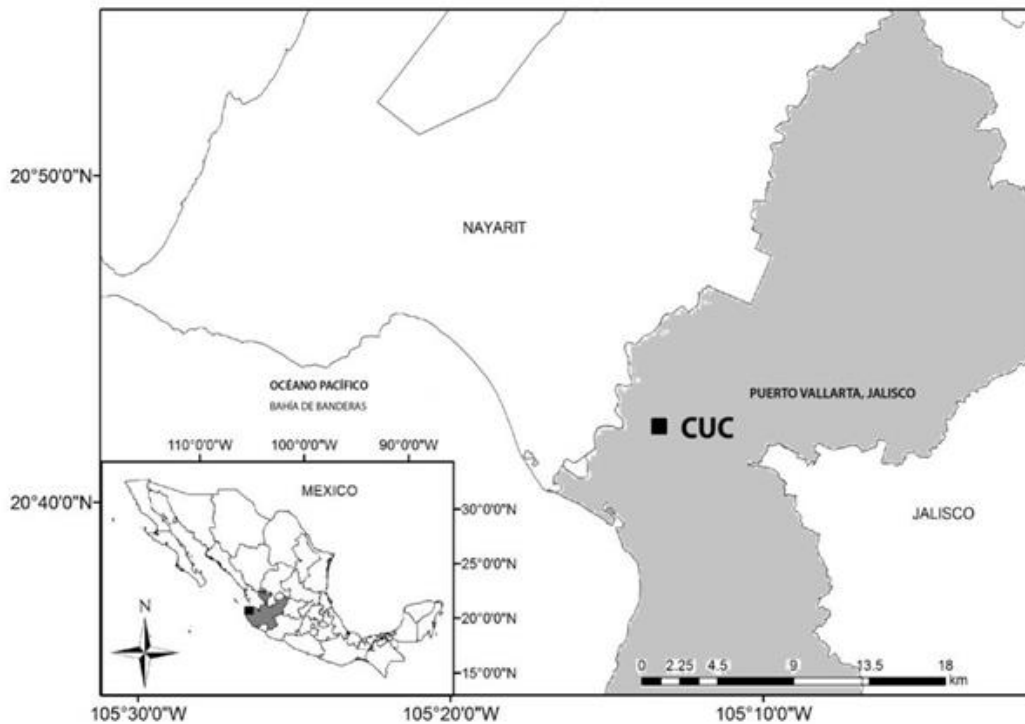 20°50'0"N
NAYARIT
OCÉANO PACÍFICO
BAHÍA DE BANDERAS
PUERTO VALLARTA, JALISCO
CUC
110°0'0"W 100°0'0"W 90°0'0"W
MEXICO
30°0'0"N
25°0'0"N
20°0'0"N
15°0'0"N
N
20°40'0"N
JALISCO
0 2.25 4.5 9 13.5 18
km
105°30'0"W 105°20'0"W 105°10'0"W